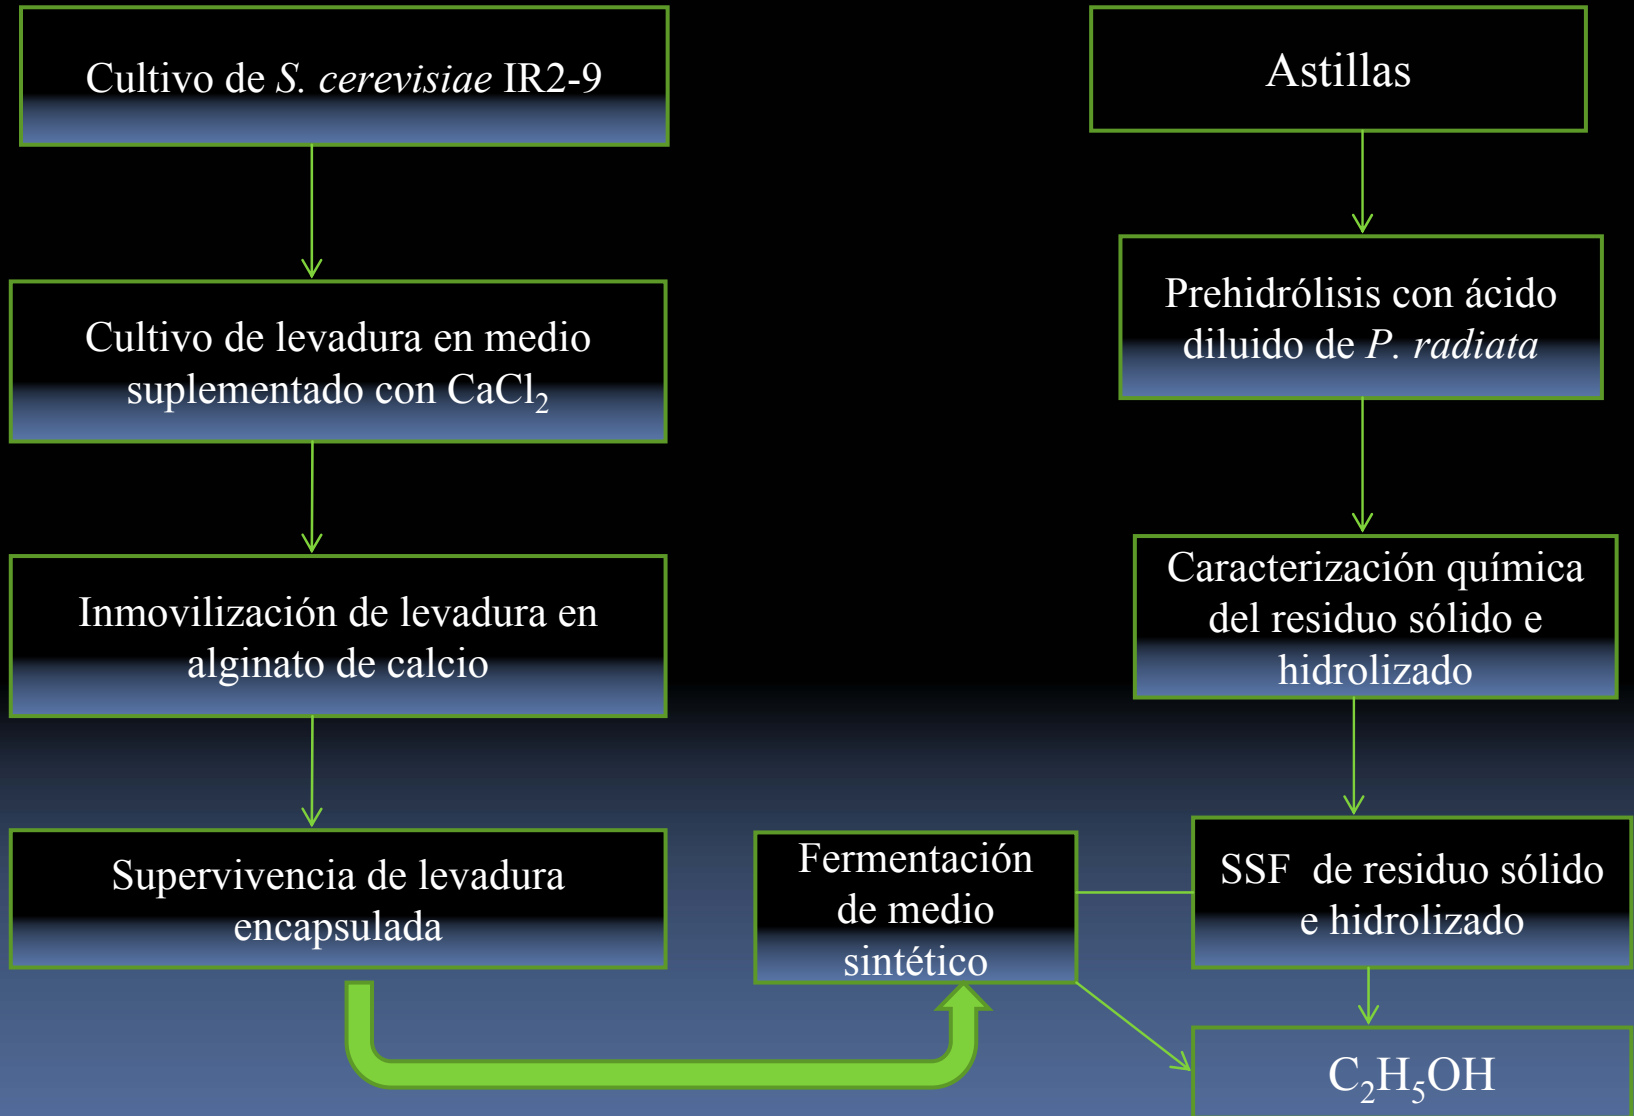 Cultivo de S. cerevisiae IR2-9
Cultivo de levadura en medio
suplementado con CaCl₂
Inmovilización de levadura en
alginato de calcio
Supervivencia de levadura
encapsulada
Fermentación
de medio
sintético
Astillas
Prehidrólisis con ácido
diluido de P. radiata
Caracterización química
del residuo sólido e
hidrolizado
SSF de residuo sólido
e hidrolizado
C₂H₅OH